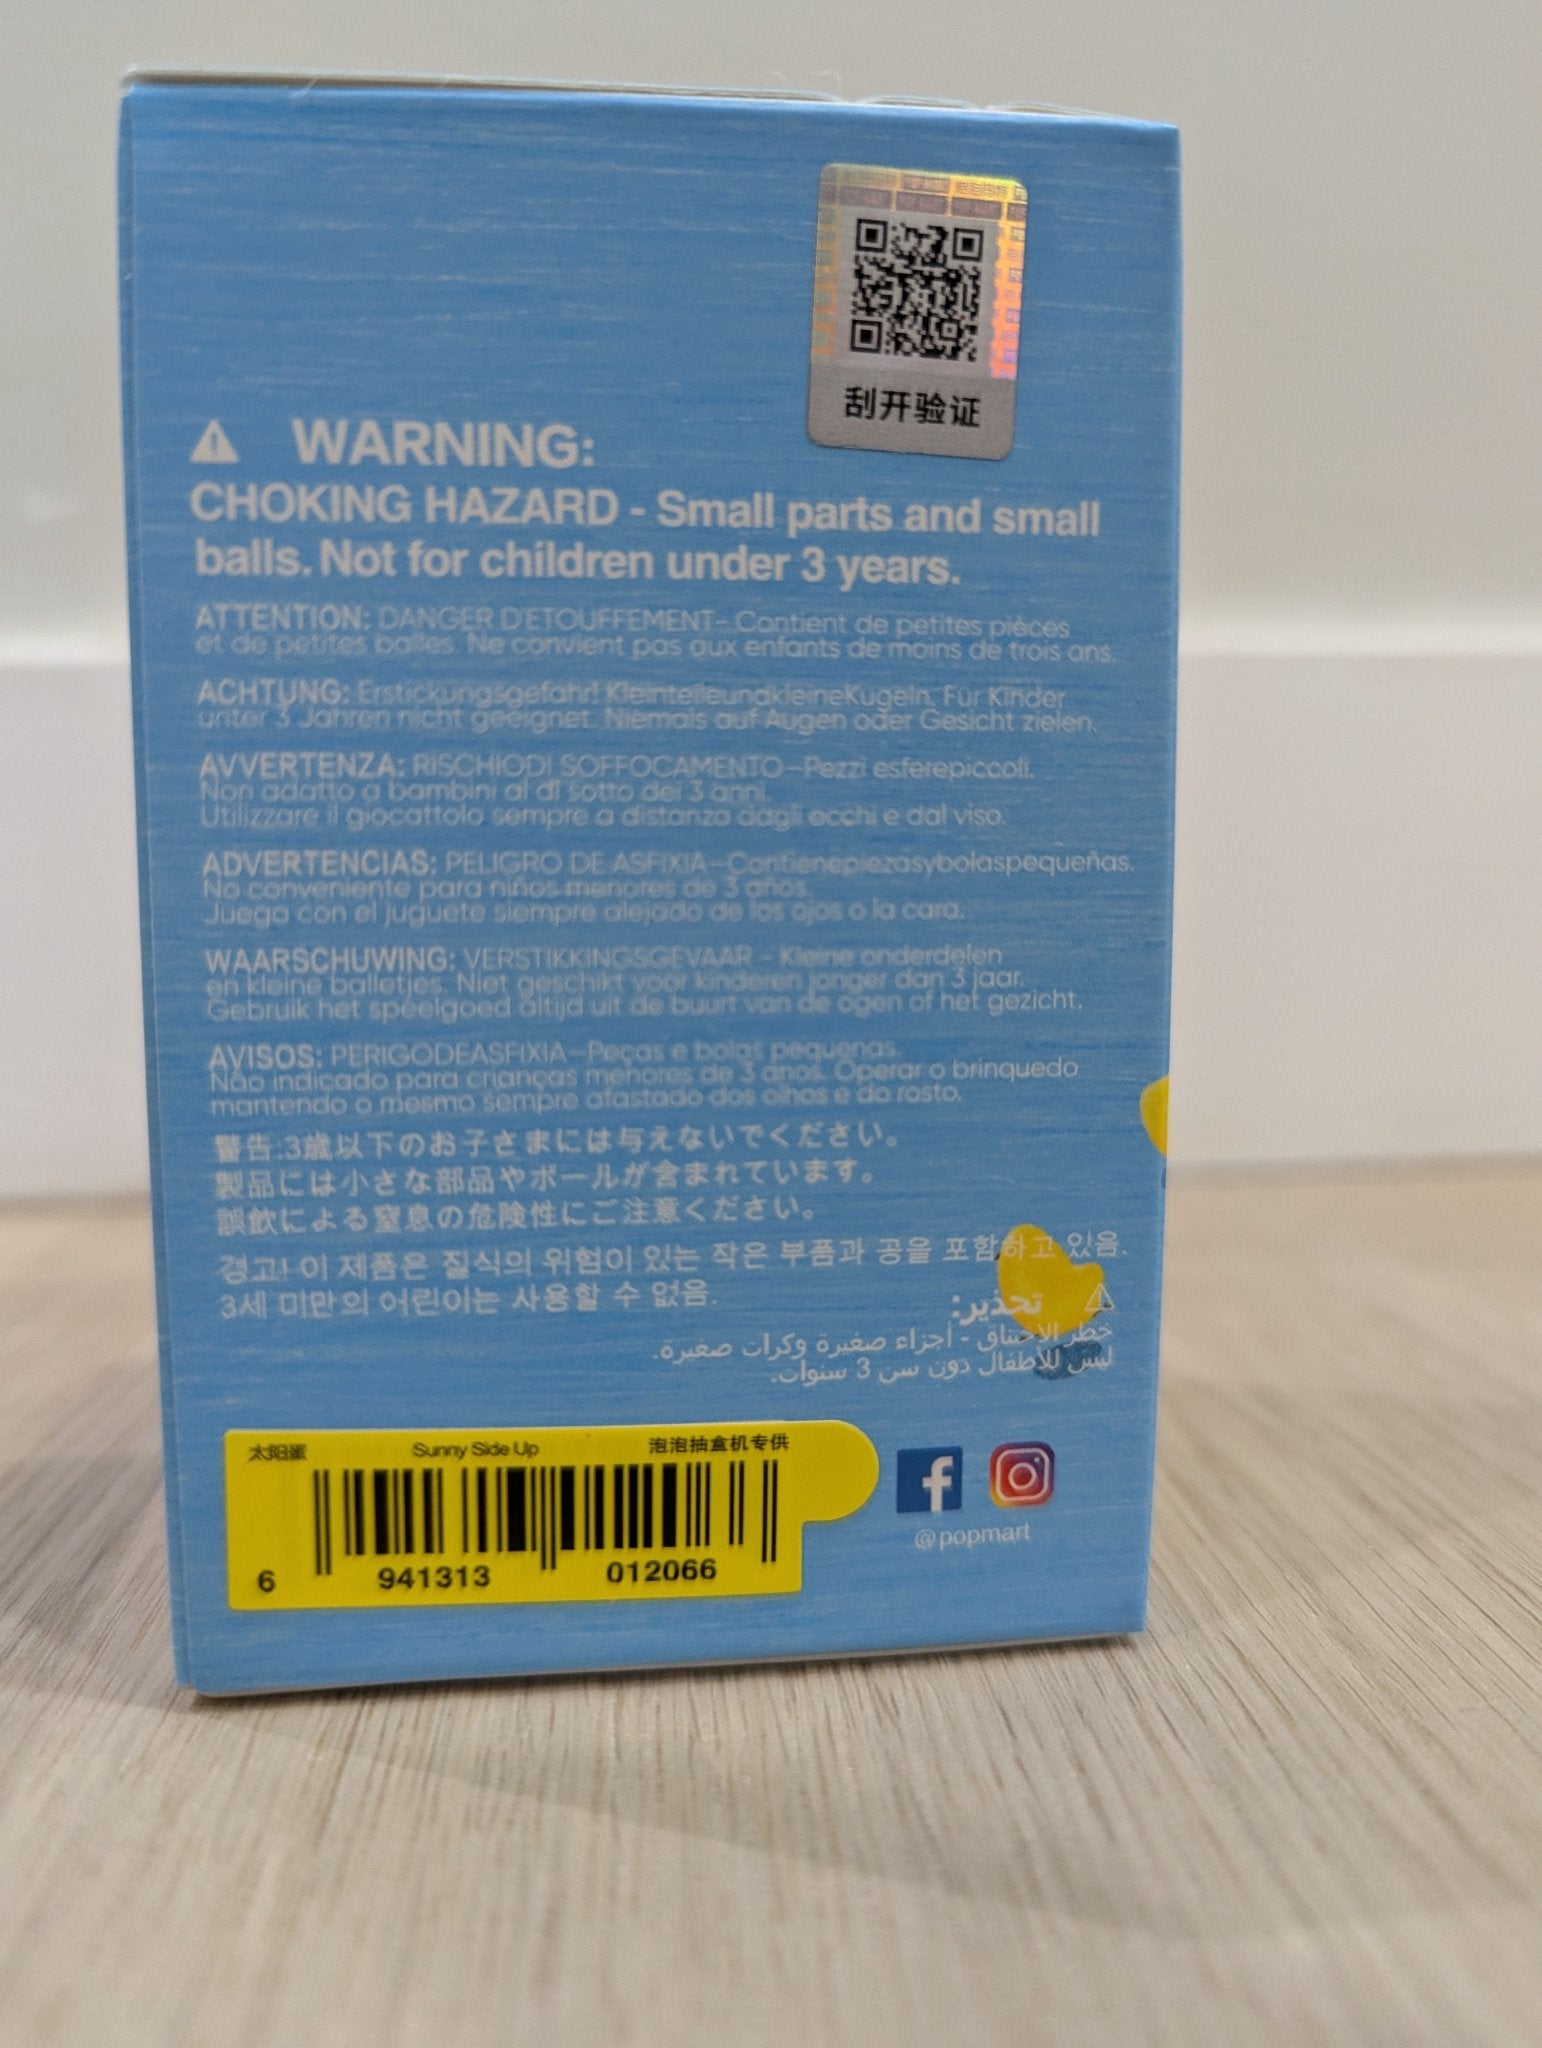 刮开验证
WARNING:
CHOKING HAZARD - Small parts and small
balls. Not for children under 3 years.
ATTENTION: DANGER D'ETOUFFEMENT- Contient de petites pièces
et de petites balles. Ne convient pas aux enfants de moins de trois ans.
ACHTUNG: Erstickungsgefahr! KleinteileundkleineKugeln. Für Kinder
unter 3 Jahren nicht geeignet. Niemals auf Augen oder Gesicht zielen.
AVVERTENZA: RISCHIODI SOFFOCAMENTO-Pezzi esferepiccoli.
Non adatto a bambini al di sotto dei 3 anni.
Utilizzare il giocattolo sempre a distanza dagli occhi e dal viso.
ADVERTENCIAS: PELIGRO DE ASFIXIA-Contienepiezasybolaspequeñas.
No conveniente para niños menores de 3 años.
Juega con el juguete siempre alejado de los ojos o la cara.
WAARSCHUWING: VERSTIKKINGSGEVAAR - Kleine onderdelen
en kleine balletjes. Niet geschikt voor kinderen jonger dan 3 jaar.
Gebruik het speelgoed altijd uit de buurt van de ogen of het gezicht.
AVISOS: PERIGODEASFIXIA-Peças e bolas pequenas.
Não indicado para crianças menores de 3 anos. Operar o brinquedo
mantendo o mesmo sempre afastado dos olhos e do rosto.
警告:3歳以下のお子さまには与えないでください。
製品には小さな部品やボールが含まれています。
誤飲による窒息の危険性にご注意ください。
경고! 이 제품은 질식의 위험이 있는 작은 부품과 공을 포함하고 있음.
3세 미만의 어린이는 사용할 수 없음.
تحذير:
خطر الاختناق - أجزاء صغيرة وكرات صغيرة.
ليس للأطفال دون سن 3 سنوات.
太阳蛋 Sunny Side Up 泡泡抽盒机专供
6 941313 012066
@popmart